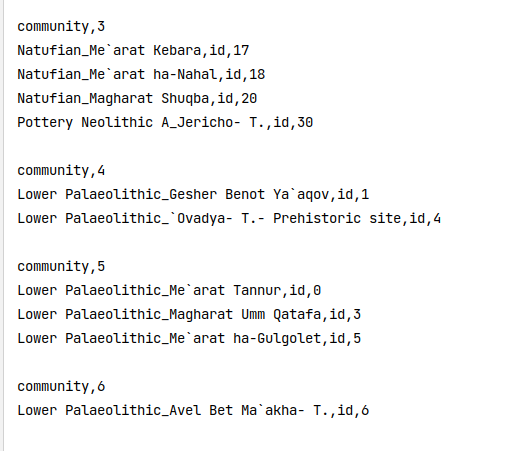 community,3
Natufian_Me`arat Kebara,id,17
Natufian_Me`arat ha-Nahal,id,18
Natufian_Magharat Shuqba,id,20
Pottery Neolithic A_Jericho- T.,id,30
community,4
Lower Palaeolithic_Gesher Benot Ya`aqov,id,1
Lower Palaeolithic_`Ovadya- T.- Prehistoric site,id,4
community,5
Lower Palaeolithic_Me`arat Tannur,id,0
Lower Palaeolithic_Magharat Umm Qatafa,id,3
Lower Palaeolithic_Me`arat ha-Gulgolet,id,5
community,6
Lower Palaeolithic_Avel Bet Ma`akha- T.,id,6